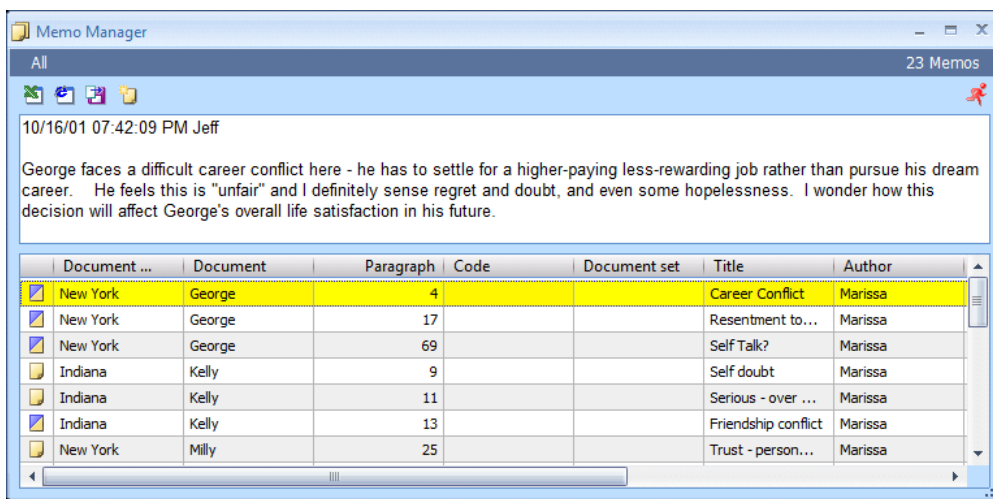 Memo Manager
All 23 Memos
10/16/01 07:42:09 PM Jeff
George faces a difficult career conflict here - he has to settle for a higher-paying less-rewarding job rather than pursue his dream
career. He feels this is "unfair" and I definitely sense regret and doubt, and even some hopelessness. I wonder how this
decision will affect George's overall life satisfaction in his future.
Document ... Document Paragraph Code Document set Title Author
New York George 4 Career Conflict Marissa
New York George 17 Resentment to... Marissa
New York George 69 Self Talk? Marissa
Indiana Kelly 9 Self doubt Marissa
Indiana Kelly 11 Serious - over ... Marissa
Indiana Kelly 13 Friendship conflict Marissa
New York Milly 25 Trust - person... Marissa